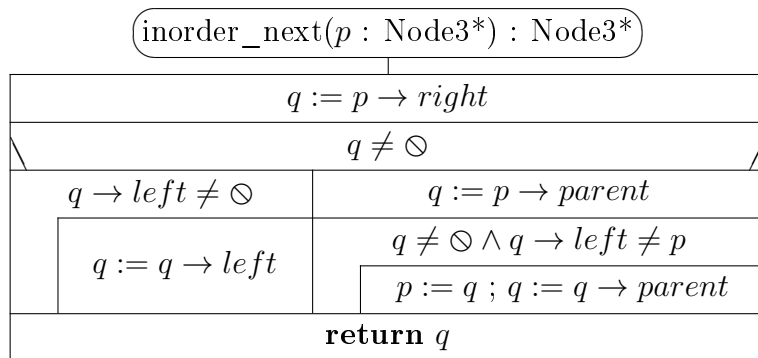 inorder_next(p : Node3*) : Node3*
q := p → right
q ≠ ⦸
q → left ≠ ⦸
q := p → parent
q := q → left
q ≠ ⦸ ∧ q → left ≠ p
p := q ; q := q → parent
return q